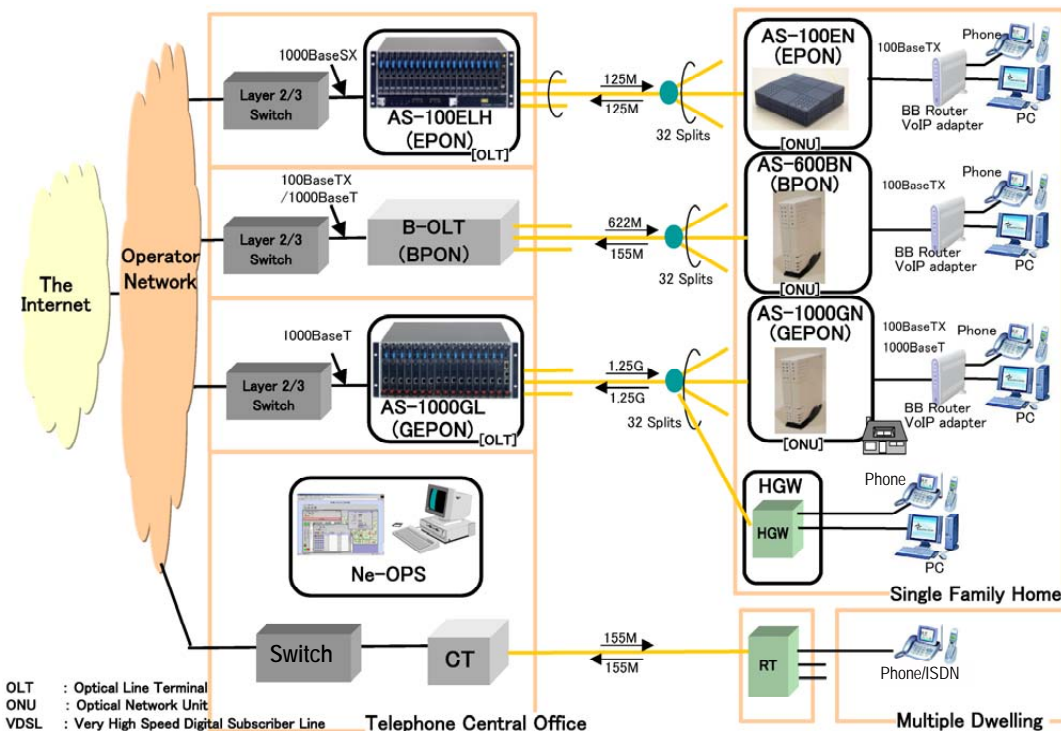 The
Internet
Operator
Network
1000BaseSX
Layer 2/3
Switch
AS-100ELH
(EPON)
[OLT]
125M
125M
32 Splits
AS-100EN
(EPON)
[ONU]
100BaseTX
Phone
BB Router
VoIP adapter
PC
100BaseTX
/1000BaseT
Layer 2/3
Switch
B-OLT
(BPON)
622M
155M
32 Splits
AS-600BN
(BPON)
[ONU]
100BaseTX
Phone
BB Router
VoIP adapter
PC
1000BaseT
Layer 2/3
Switch
AS-1000GL
(GEPON)
[OLT]
1.25G
1.25G
32 Splits
AS-1000GN
(GEPON)
[ONU]
100BaseTX
1000BaseT
Phone
BB Router
VoIP adapter
PC
Ne-OPS
HGW
HGW
Phone
PC
Single Family Home
Switch
CT
155M
155M
RT
Phone/ISDN
OLT : Optical Line Terminal
ONU : Optical Network Unit
VDSL : Very High Speed Digital Subscriber Line
Telephone Central Office
Multiple Dwelling